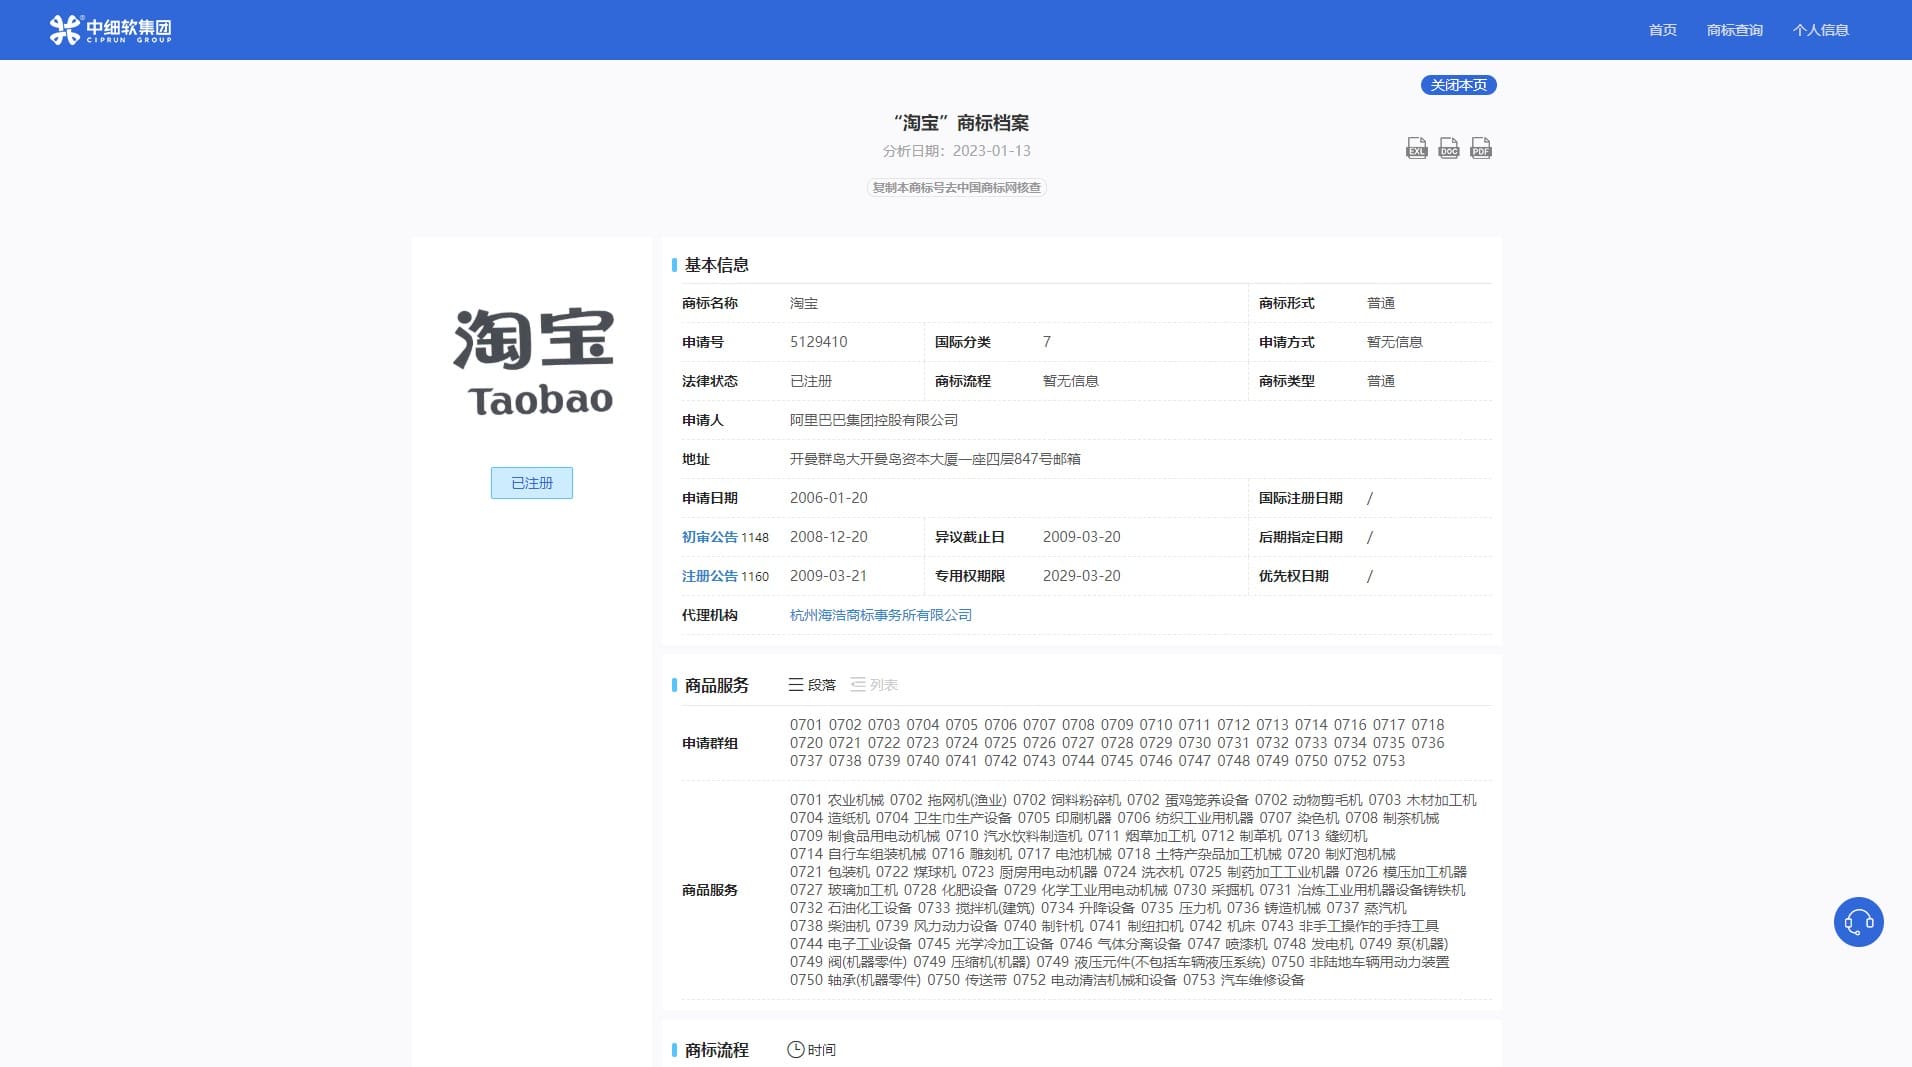 中细软集团
CIPRUN GROUP
首页 商标查询 个人信息
关闭本页
“淘宝”商标档案
分析日期：2023-01-13
EXL DOC PDF
复制本商标号去中国商标网核查
淘宝
Taobao
已注册
基本信息
商标名称 淘宝 商标形式 普通
申请号 5129410 国际分类 7 申请方式 暂无信息
法律状态 已注册 商标流程 暂无信息 商标类型 普通
申请人 阿里巴巴集团控股有限公司
地址 开曼群岛大开曼岛资本大厦一座四层847号邮箱
申请日期 2006-01-20 国际注册日期 /
初审公告 1148 2008-12-20 异议截止日 2009-03-20 后期指定日期 /
注册公告 1160 2009-03-21 专用权期限 2029-03-20 优先权日期 /
代理机构 杭州海浩商标事务所有限公司
商品服务 段落 列表
申请群组
0701 0702 0703 0704 0705 0706 0707 0708 0709 0710 0711 0712 0713 0714 0716 0717 0718
0720 0721 0722 0723 0724 0725 0726 0727 0728 0729 0730 0731 0732 0733 0734 0735 0736
0737 0738 0739 0740 0741 0742 0743 0744 0745 0746 0747 0748 0749 0750 0752 0753
商品服务
0701 农业机械 0702 拖网机(渔业) 0702 饲料粉碎机 0702 蛋鸡笼养设备 0702 动物剪毛机 0703 木材加工机
0704 造纸机 0704 卫生巾生产设备 0705 印刷机器 0706 纺织工业用机器 0707 染色机 0708 制茶机械
0709 制食品用电动机械 0710 汽水饮料制造机 0711 烟草加工机 0712 制革机 0713 缝纫机
0714 自行车组装机械 0716 雕刻机 0717 电池机械 0718 土特产杂品加工机械 0720 制灯泡机械
0721 包装机 0722 煤球机 0723 厨房用电动机器 0724 洗衣机 0725 制药加工工业机器 0726 模压加工机器
0727 玻璃加工机 0728 化肥设备 0729 化学工业用电动机械 0730 采掘机 0731 冶炼工业用机器设备铸铁机
0732 石油化工设备 0733 搅拌机(建筑) 0734 升降设备 0735 压力机 0736 铸造机械 0737 蒸汽机
0738 柴油机 0739 风力动力设备 0740 制针机 0741 制纽扣机 0742 机床 0743 非手工操作的手持工具
0744 电子工业设备 0745 光学冷加工设备 0746 气体分离设备 0747 喷漆机 0748 发电机 0749 泵(机器)
0749 阀(机器零件) 0749 压缩机(机器) 0749 液压元件(不包括车辆液压系统) 0750 非陆地车辆用动力装置
0750 轴承(机器零件) 0750 传送带 0752 电动清洁机械和设备 0753 汽车维修设备
商标流程 时间